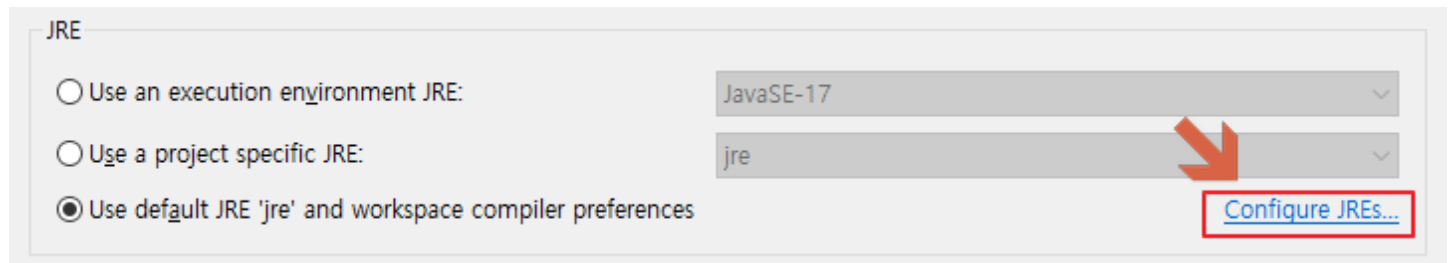 JRE
Use an execution environment JRE:
JavaSE-17
Use a project specific JRE:
jre
Use default JRE 'jre' and workspace compiler preferences
Configure JREs...